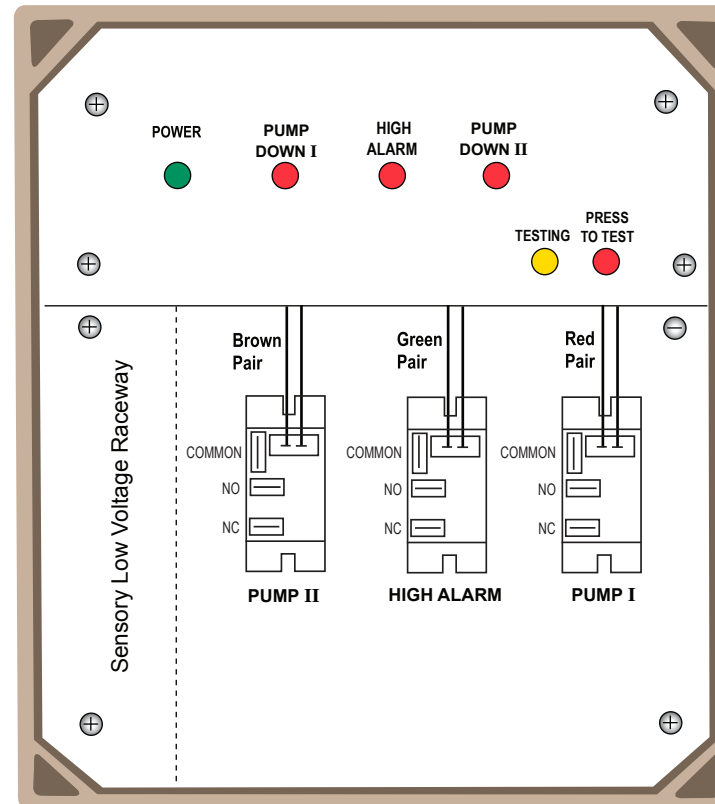 POWER
PUMP
DOWN I
HIGH
ALARM
PUMP
DOWN II
TESTING
PRESS
TO TEST
Sensory Low Voltage Raceway
Brown
Pair
COMMON
NO
NC
PUMP II
Green
Pair
COMMON
NO
NC
HIGH ALARM
Red
Pair
COMMON
NO
NC
PUMP I